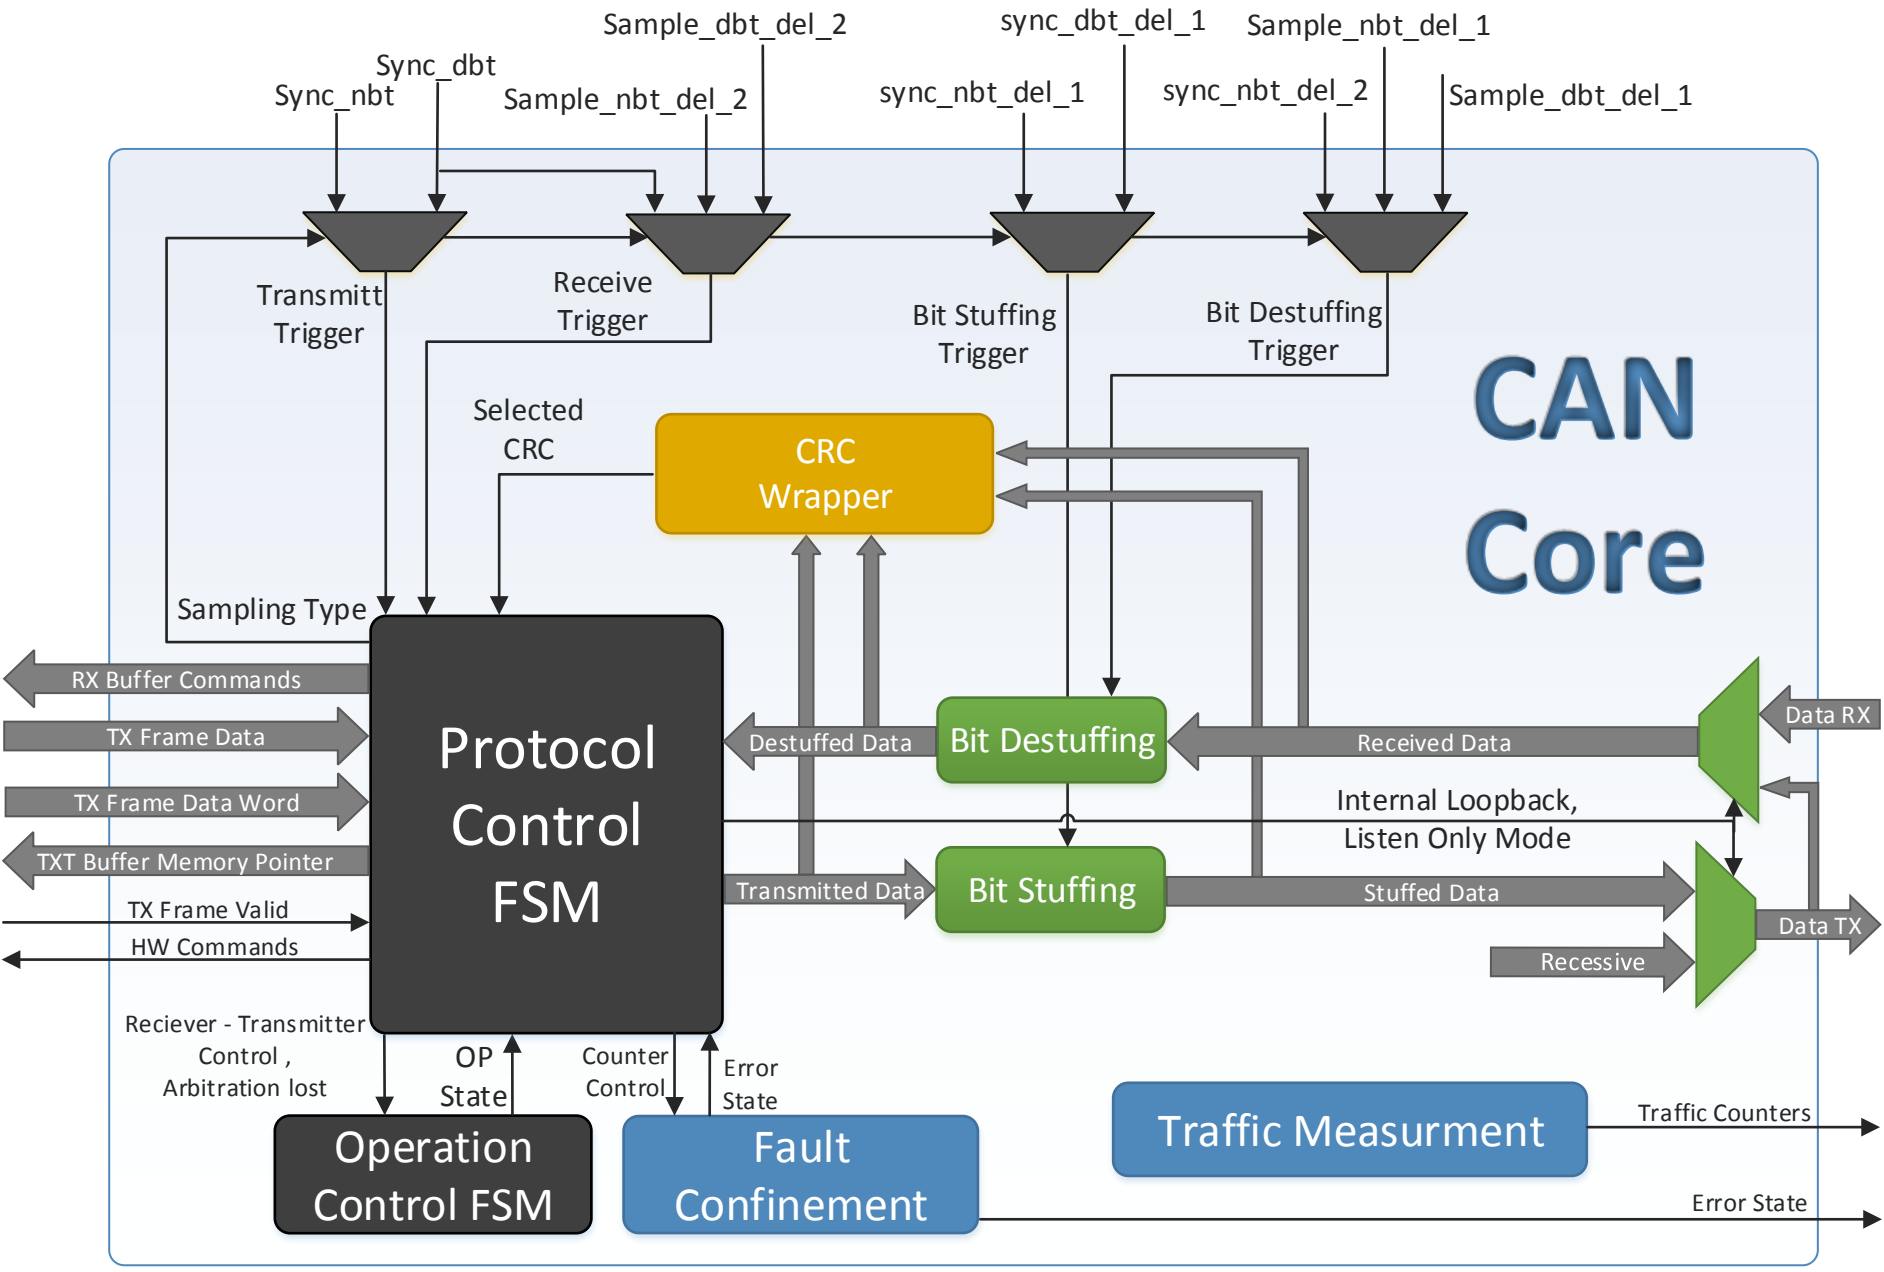 Sample_dbt_del_2
sync_dbt_del_1
Sample_nbt_del_1
Sync_dbt
Sync_nbt
Sample_nbt_del_2
sync_nbt_del_1
sync_nbt_del_2
Sample_dbt_del_1
Transmitt
Trigger
Receive
Trigger
Bit Stuffing
Trigger
Bit Destuffing
Trigger
CAN
Core
Selected
CRC
CRC
Wrapper
Sampling Type
RX Buffer Commands
TX Frame Data
TX Frame Data Word
TXT Buffer Memory Pointer
TX Frame Valid
HW Commands
Protocol
Control
FSM
Destuffed Data
Bit Destuffing
Received Data
Data RX
Internal Loopback,
Listen Only Mode
Transmitted Data
Bit Stuffing
Stuffed Data
Data TX
Recessive
Reciever - Transmitter
Control ,
Arbitration lost
OP
State
Counter
Control
Error
State
Operation
Control FSM
Fault
Confinement
Traffic Measurment
Traffic Counters
Error State